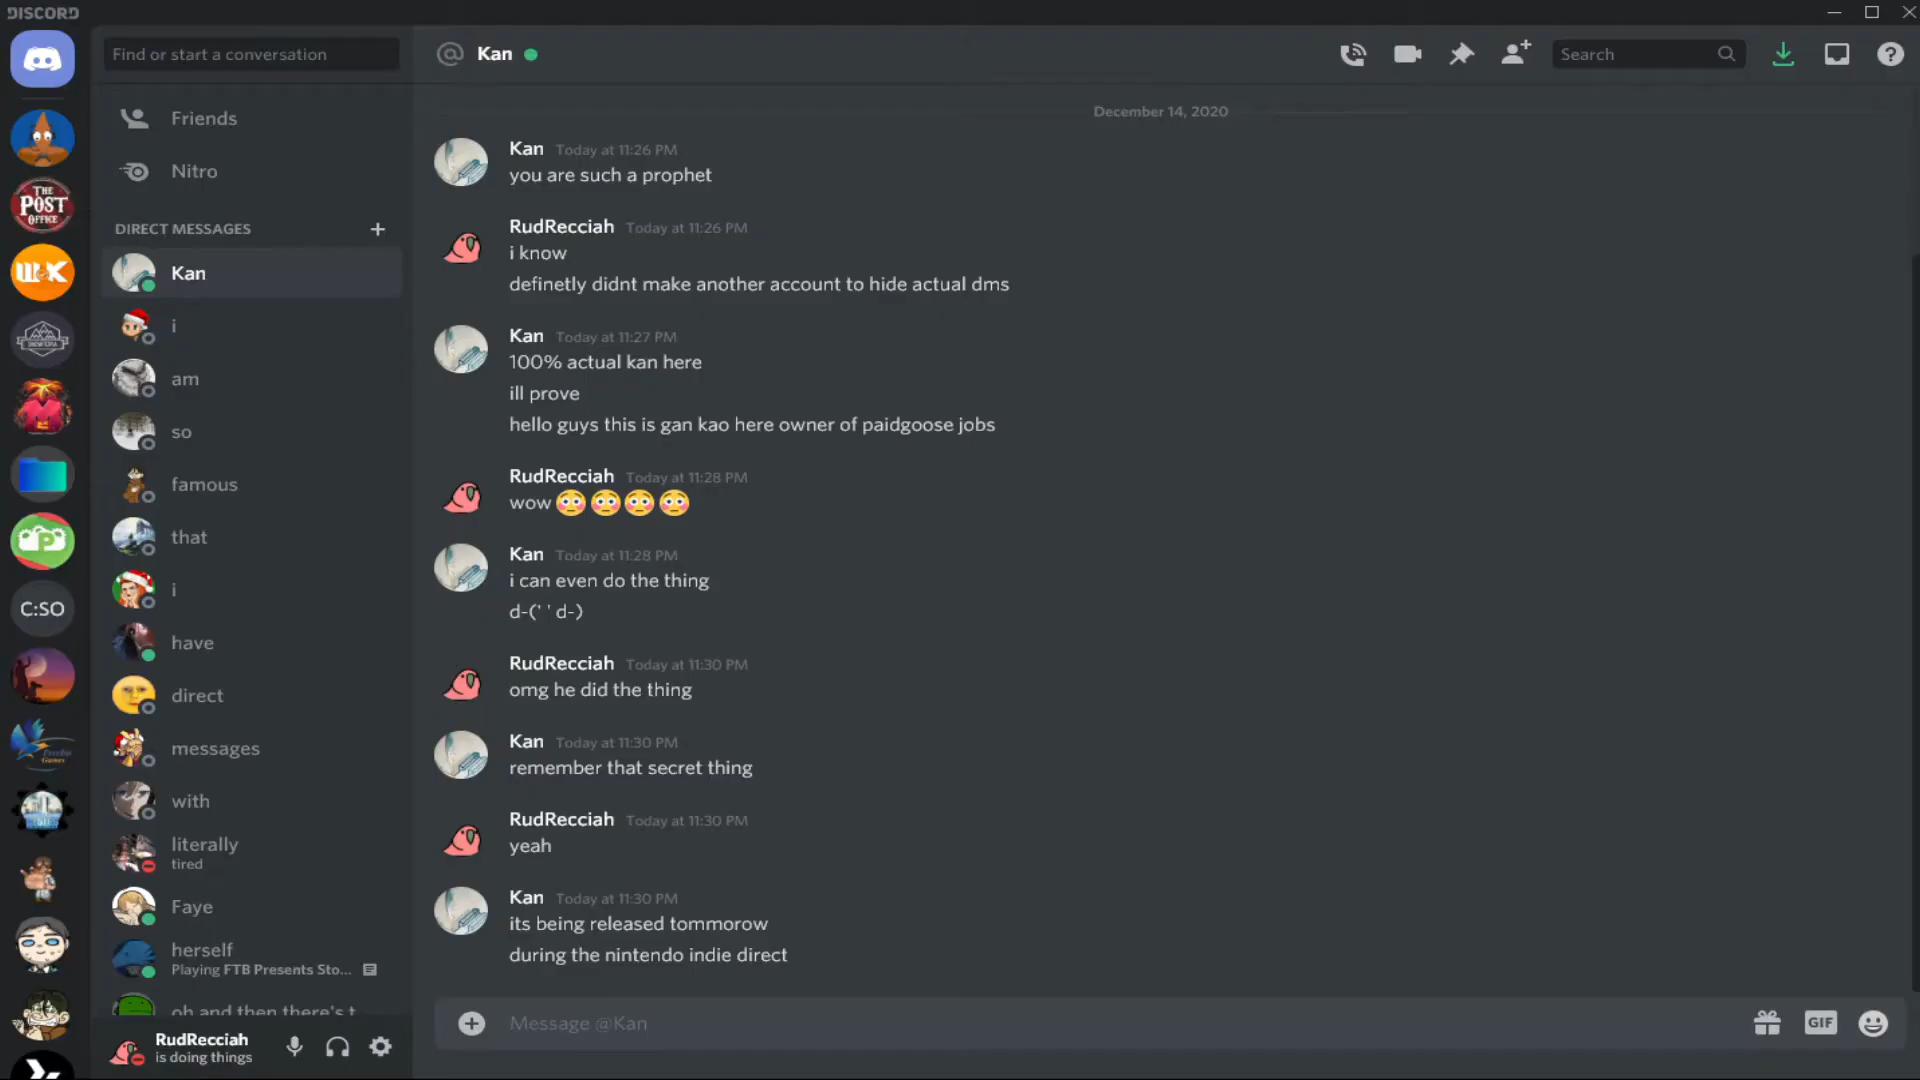 DISCORD
Find or start a conversation
Friends
Nitro
DIRECT MESSAGES
Kan
i
am
so
famous
that
i
have
direct
messages
with
literally
tired
Faye
herself
Playing FTB Presents Sto...
oh and then there's t
RudRecciah
is doing things
THE
POST
OFFICE
W&K
P
C:SO
@ Kan
Search
December 14, 2020
Kan Today at 11:26 PM
you are such a prophet
RudRecciah Today at 11:26 PM
i know
definetly didnt make another account to hide actual dms
Kan Today at 11:27 PM
100% actual kan here
ill prove
hello guys this is gan kao here owner of paidgoose jobs
RudRecciah Today at 11:28 PM
wow 😳😳😳😳
Kan Today at 11:28 PM
i can even do the thing
d-(' ' d-)
RudRecciah Today at 11:30 PM
omg he did the thing
Kan Today at 11:30 PM
remember that secret thing
RudRecciah Today at 11:30 PM
yeah
Kan Today at 11:30 PM
its being released tommorow
during the nintendo indie direct
Message @Kan
GIF